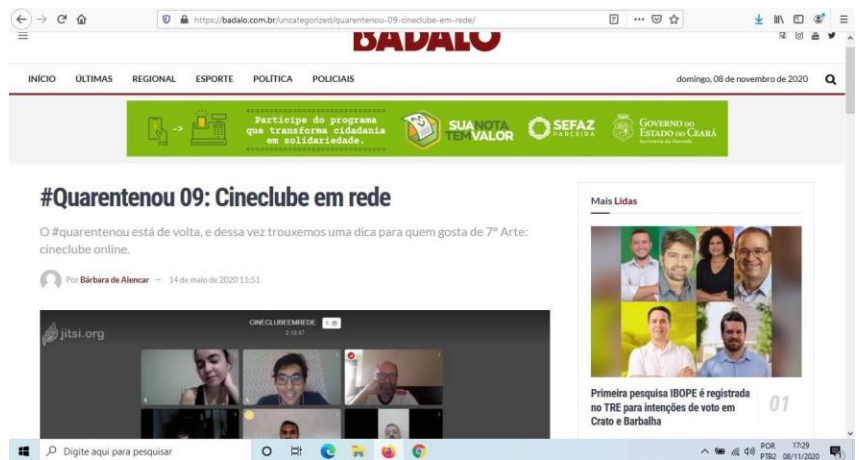 https://badalo.com.br/uncategorized/quarentenou-09-cineclube-em-rede/
BADALO
INÍCIO ÚLTIMAS REGIONAL ESPORTE POLÍTICA POLICIAIS
domingo, 08 de novembro de 2020
Participe do programa
que transforma cidadania
em solidariedade.
SUA NOTA
TEM VALOR
SEFAZ
PARCEIRA
GOVERNO DO
ESTADO DO CEARÁ
Secretaria da Fazenda
#Quarentenou 09: Cineclube em rede
O #quarentenou está de volta, e dessa vez trouxemos uma dica para quem gosta de 7ª Arte:
cineclube online.
Por Bárbara de Alencar — 14 de maio de 2020 11:51
jitsi.org
CINECLUBEEMREDE
Mais Lidas
Primeira pesquisa IBOPE é registrada
no TRE para intenções de voto em
Crato e Barbalha
01
Digite aqui para pesquisar
POR
PTB2
17:29
08/11/2020